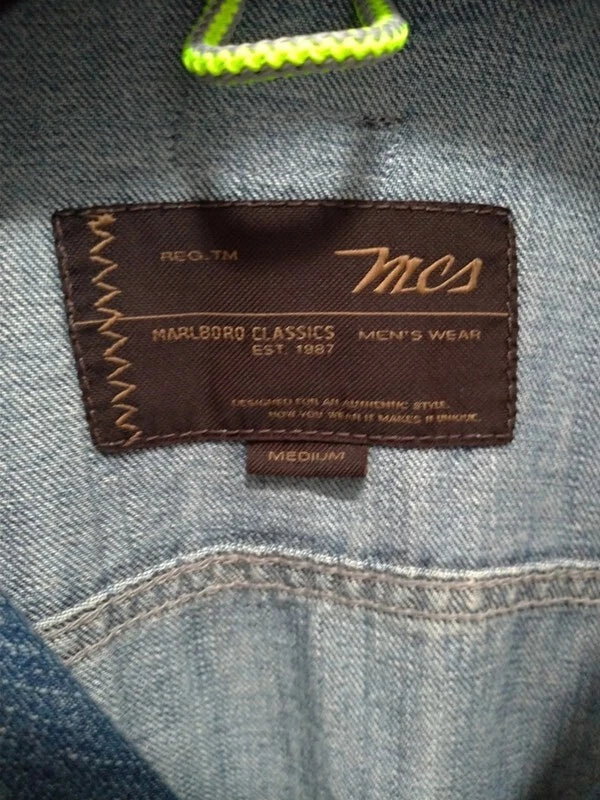 REG.TM
mcs
MARLBORO CLASSICS MEN'S WEAR
EST. 1987
DESIGNED FOR AN AUTHENTIC STYLE.
HOW YOU WEAR IT MAKES IT UNIQUE.
MEDIUM